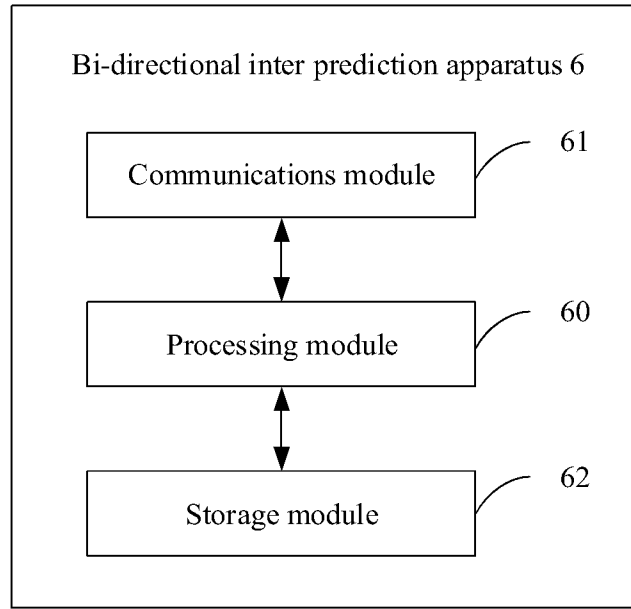 Bi-directional inter prediction apparatus 6
61
Communications module
60
Processing module
62
Storage module